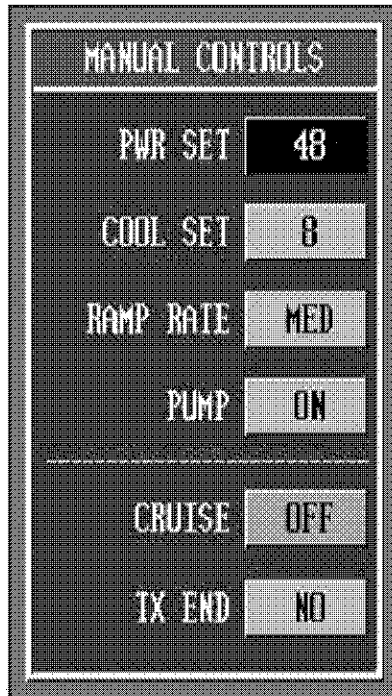 MANUAL CONTROLS
PWR SET 48
COOL SET 8
RAMP RATE MED
PUMP ON
CRUISE OFF
TX END NO